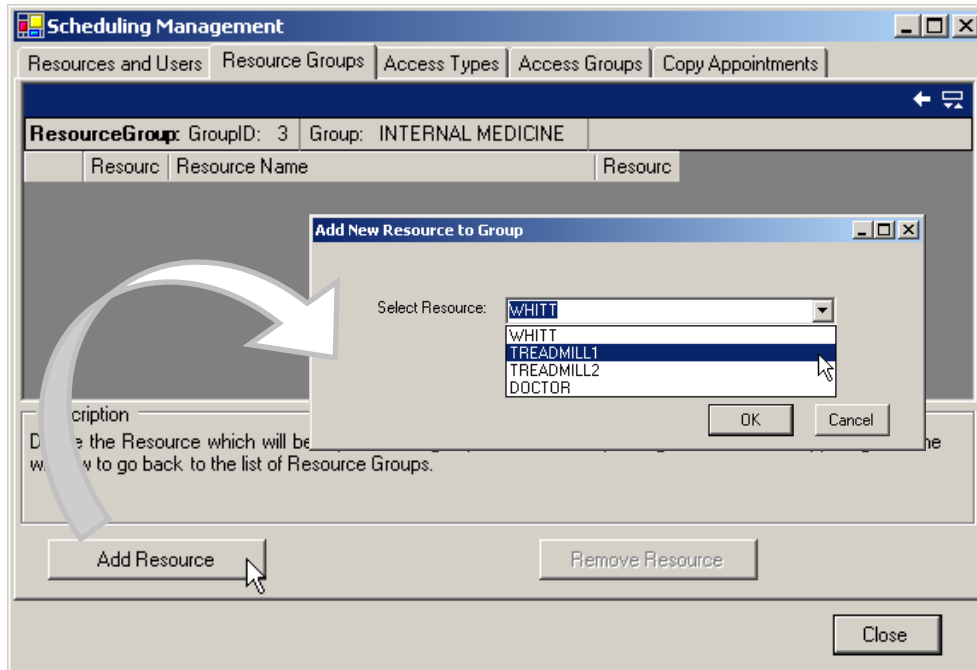 Scheduling Management
Resources and Users Resource Groups Access Types Access Groups Copy Appointments
ResourceGroup: GroupID: 3 Group: INTERNAL MEDICINE
Resourc Resource Name Resourc
Add New Resource to Group
Select Resource: WHITT
WHITT
TREADMILL1
TREADMILL2
DOCTOR
OK Cancel
the Resource which will be
to go back to the list of Resource Groups.
Add Resource Remove Resource
Close